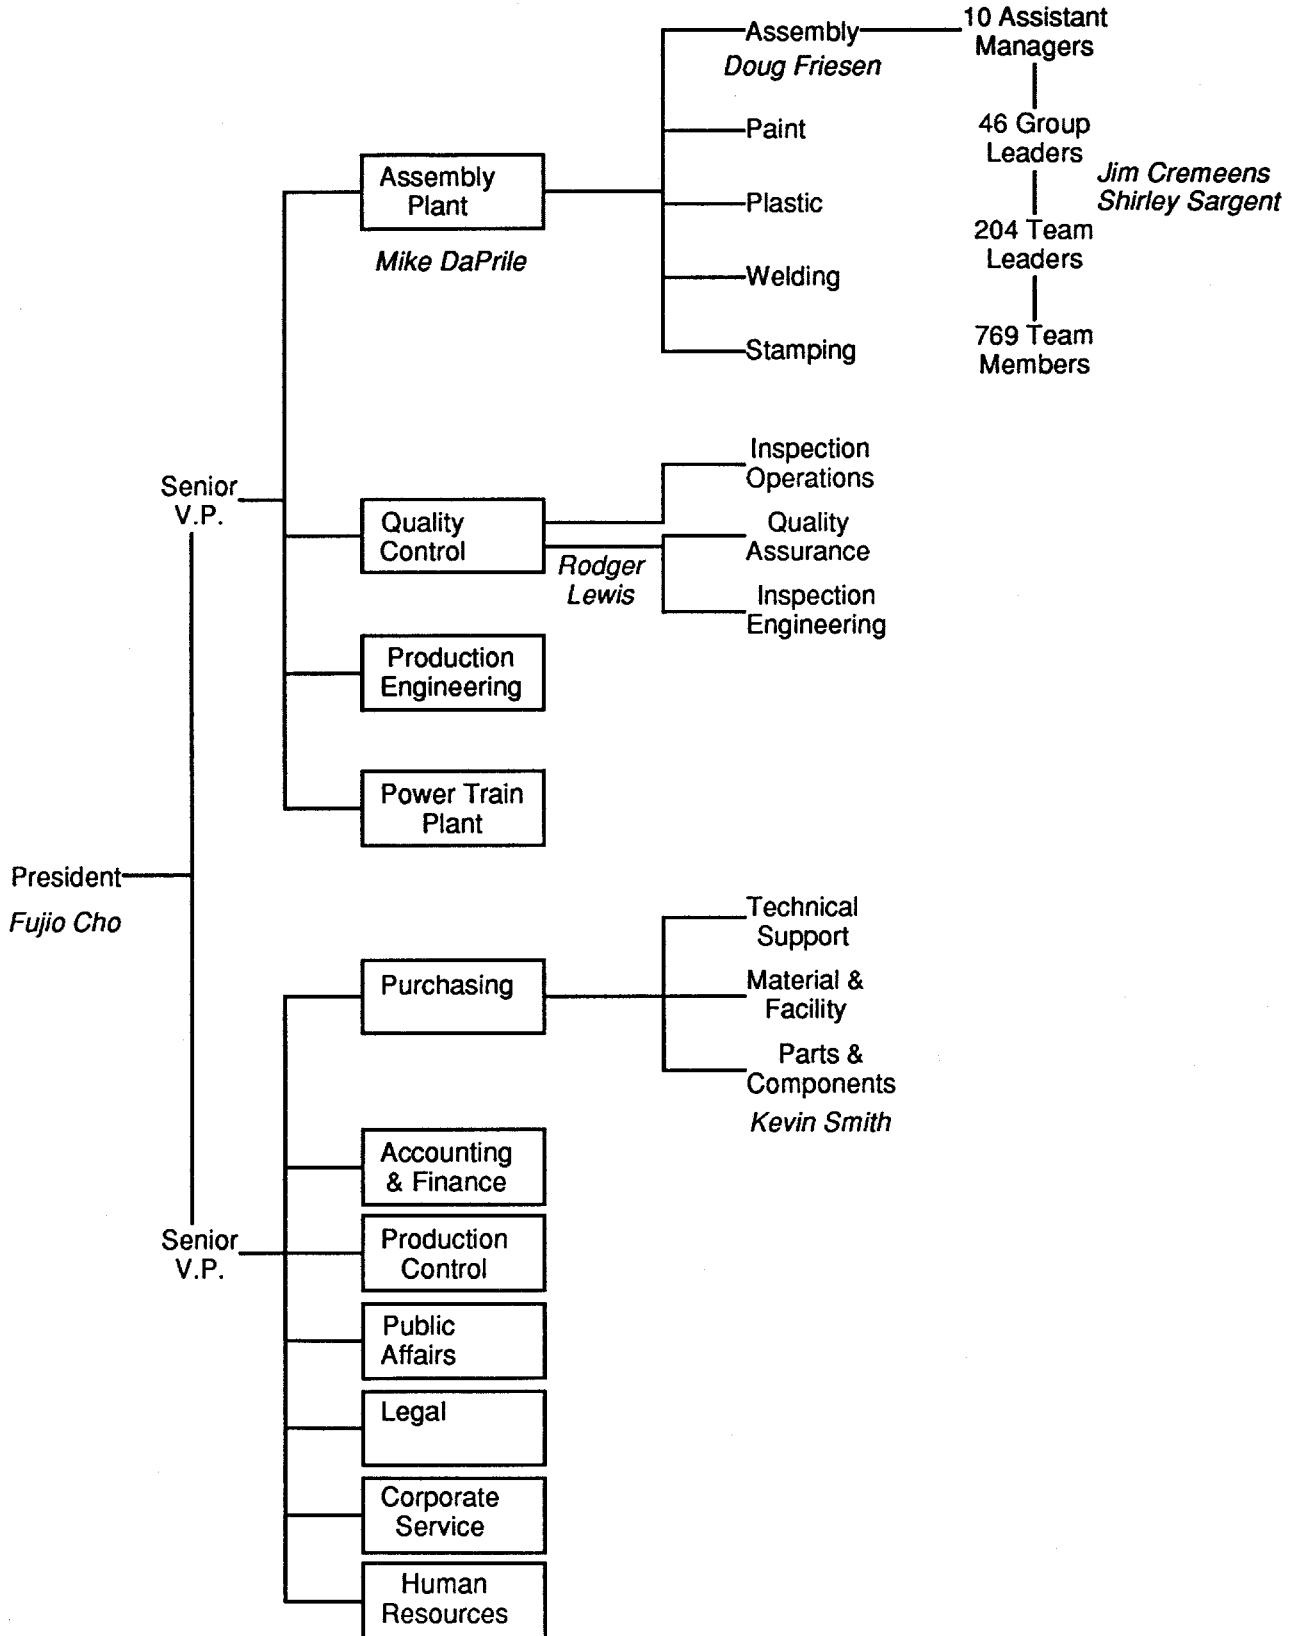 Assembly
Doug Friesen
10 Assistant
Managers
Paint
46 Group
Leaders
Jim Cremeens
Shirley Sargent
Assembly
Plant
Mike DaPrile
Plastic
204 Team
Leaders
Welding
769 Team
Members
Stamping
Senior
V.P.
Quality
Control
Rodger
Lewis
Inspection
Operations
Quality
Assurance
Inspection
Engineering
Production
Engineering
Power Train
Plant
President
Fujio Cho
Purchasing
Technical
Support
Material &
Facility
Parts &
Components
Kevin Smith
Senior
V.P.
Accounting
& Finance
Production
Control
Public
Affairs
Legal
Corporate
Service
Human
Resources